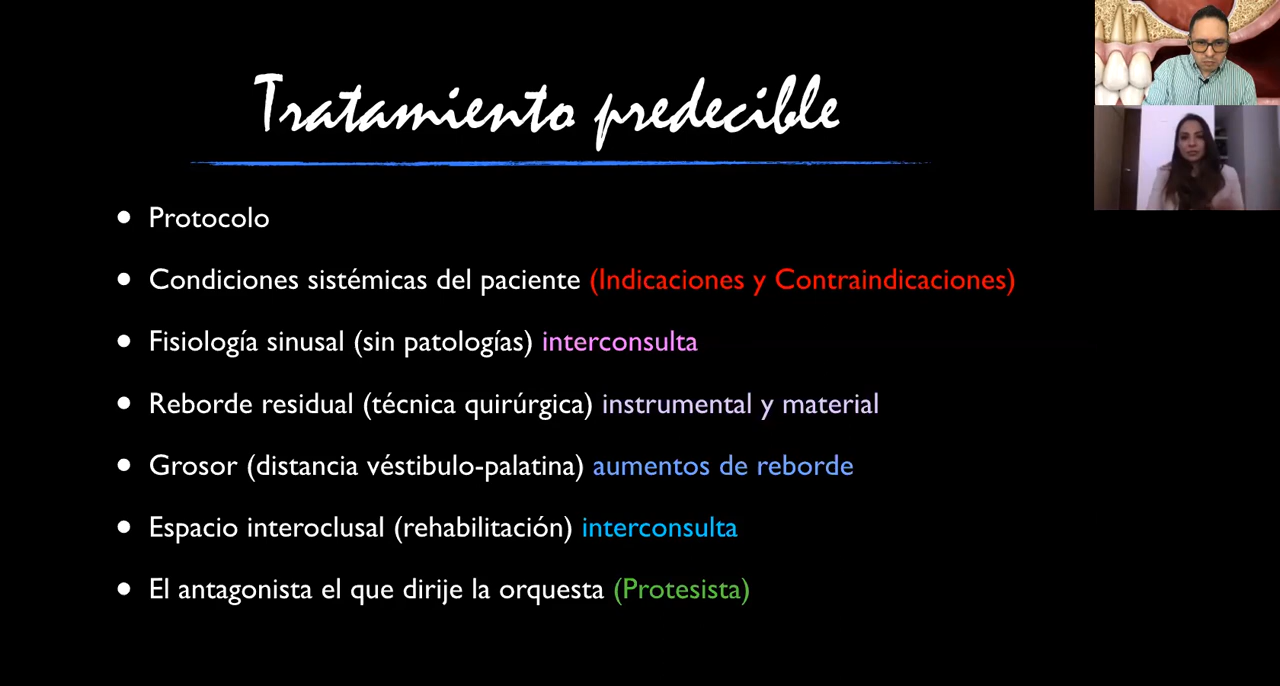 Tratamiento predecible
• Protocolo
• Condiciones sistémicas del paciente (Indicaciones y Contraindicaciones)
• Fisiología sinusal (sin patologías) interconsulta
• Reborde residual (técnica quirúrgica) instrumental y material
• Grosor (distancia véstibulo-palatina) aumentos de reborde
• Espacio interoclusal (rehabilitación) interconsulta
• El antagonista el que dirije la orquesta (Protesista)